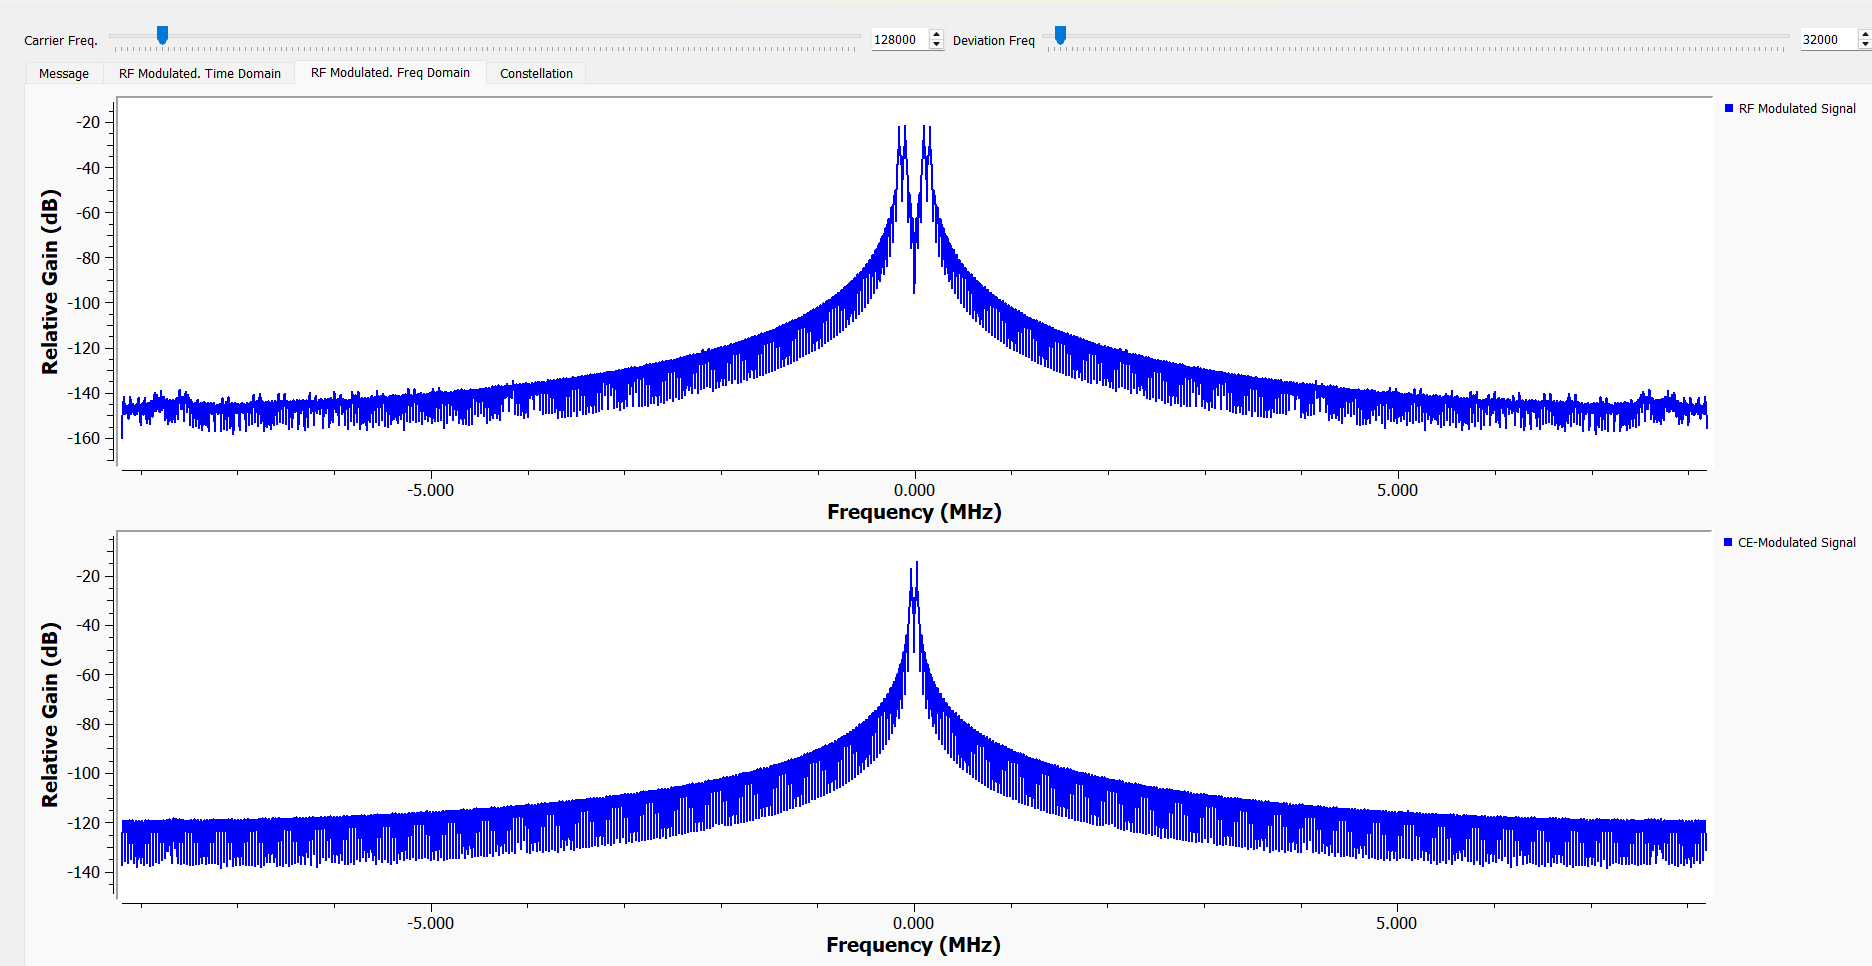 Carrier Freq. 128000 Deviation Freq 32000
Message RF Modulated. Time Domain RF Modulated. Freq Domain Constellation
RF Modulated Signal
Relative Gain (dB)
-20
-40
-60
-80
-100
-120
-140
-160
-5.000 0.000 5.000
Frequency (MHz)
CE-Modulated Signal
Relative Gain (dB)
-20
-40
-60
-80
-100
-120
-140
-5.000 0.000 5.000
Frequency (MHz)